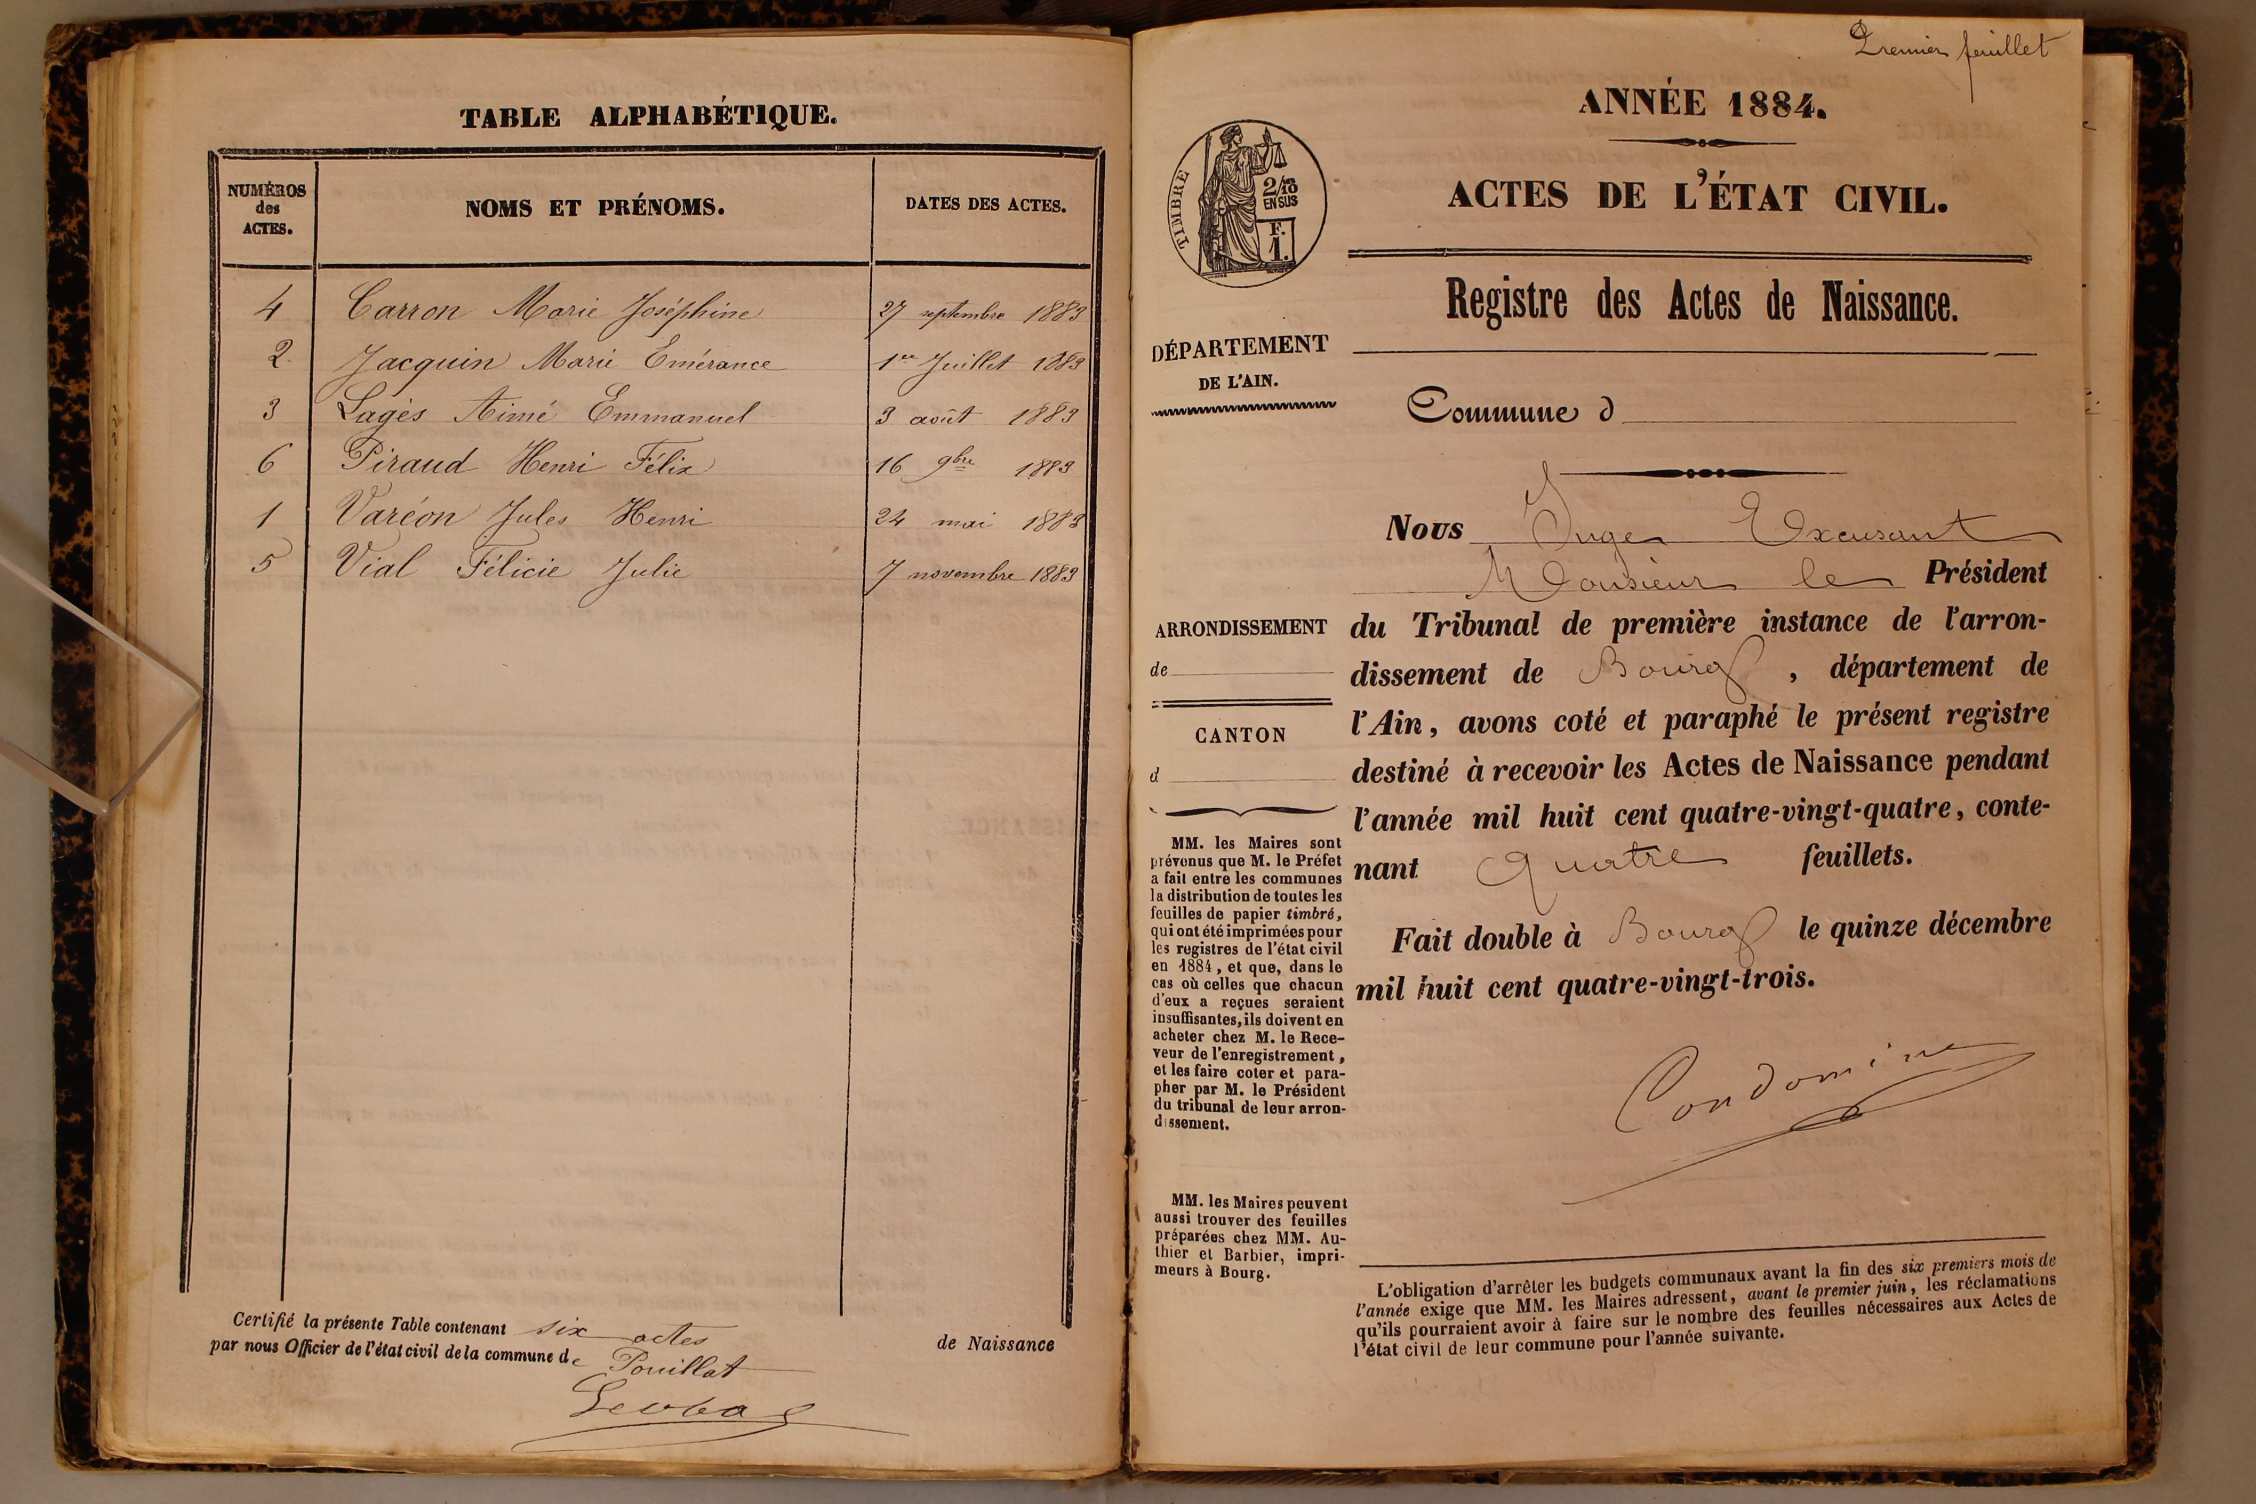 TABLE ALPHABÉTIQUE.
NUMÉROS des ACTES.
NOMS ET PRÉNOMS.
DATES DES ACTES.
4 Carron Marie Joséphine 27 septembre 1883
2 Jacquin Marie Emérance 1er Juillet 1883
3 Lagès Aimé Emmanuel 3 août 1883
6 Piraud Henri Félix 16 9bre 1883
1 Varéon Jules Henri 24 mai 1883
5 Vial Félicie Julie 7 novembre 1883
Certifié la présente Table contenant six actes de Naissance
par nous Officier de l'état civil de la commune de Pouillat
Premier feuillet
ANNÉE 1884.
ACTES DE L'ÉTAT CIVIL.
TIMBRE
2/10 EN SUS
F. 1.
Registre des Actes de Naissance.
DÉPARTEMENT
DE L'AIN.
Commune d
ARRONDISSEMENT
de
CANTON
d
MM. les Maires sont
prévenus que M. le Préfet
a fait entre les communes
la distribution de toutes les
feuilles de papier timbré,
qui ont été imprimées pour
les registres de l'état civil
en 1884, et que, dans le
cas où celles que chacun
d'eux a reçues seraient
insuffisantes, ils doivent en
acheter chez M. le Rece-
veur de l'enregistrement,
et les faire coter et para-
pher par M. le Président
du tribunal de leur arron-
dissement.
MM. les Maires peuvent
aussi trouver des feuilles
préparées chez MM. Au-
thier et Barbier, impri-
meurs à Bourg.
Nous Juge Excusant
Monsieur le Président
du Tribunal de première instance de l'arron-
dissement de Bourg, département de
l'Ain, avons coté et paraphé le présent registre
destiné à recevoir les Actes de Naissance pendant
l'année mil huit cent quatre-vingt-quatre, conte-
nant quatre feuillets.
Fait double à Bourg le quinze décembre
mil huit cent quatre-vingt-trois.
Condomine
L'obligation d'arrêter les budgets communaux avant la fin des six premiers mois de
l'année exige que MM. les Maires adressent, avant le premier juin, les réclamations
qu'ils pourraient avoir à faire sur le nombre des feuilles nécessaires aux Actes de
l'état civil de leur commune pour l'année suivante.